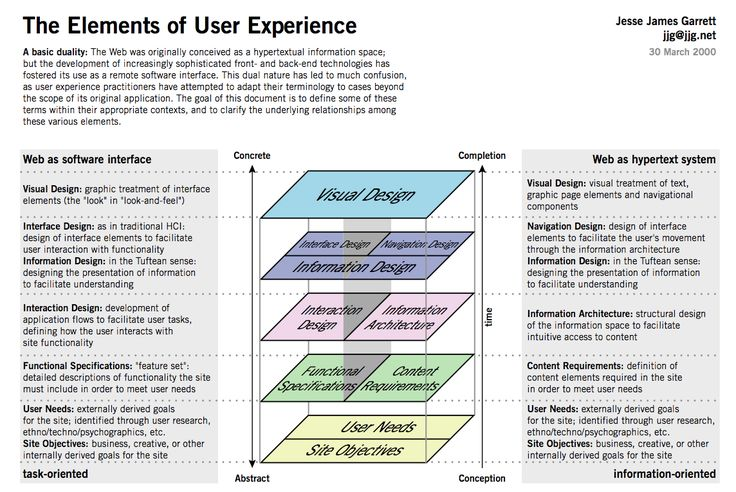 The Elements of User Experience
Jesse James Garrett
jjg@jjg.net
30 March 2000
A basic duality: The Web was originally conceived as a hypertextual information space;
but the development of increasingly sophisticated front- and back-end technologies has
fostered its use as a remote software interface. This dual nature has led to much confusion,
as user experience practitioners have attempted to adapt their terminology to cases beyond
the scope of its original application. The goal of this document is to define some of these
terms within their appropriate contexts, and to clarify the underlying relationships among
these various elements.
Web as software interface
Visual Design: graphic treatment of interface
elements (the "look" in "look-and-feel")
Interface Design: as in traditional HCI:
design of interface elements to facilitate
user interaction with functionality
Information Design: in the Tuftean sense:
designing the presentation of information
to facilitate understanding
Interaction Design: development of
application flows to facilitate user tasks,
defining how the user interacts with
site functionality
Functional Specifications: "feature set":
detailed descriptions of functionality the site
must include in order to meet user needs
User Needs: externally derived goals
for the site; identified through user research,
ethno/techno/psychographics, etc.
Site Objectives: business, creative, or other
internally derived goals for the site
task-oriented
Concrete
Completion
Visual Design
Interface Design
Navigation Design
Information Design
Interaction
Design
Information
Architecture
Functional
Specifications
Content
Requirements
User Needs
Site Objectives
time
Abstract
Conception
Web as hypertext system
Visual Design: visual treatment of text,
graphic page elements and navigational
components
Navigation Design: design of interface
elements to facilitate the user's movement
through the information architecture
Information Design: in the Tuftean sense:
designing the presentation of information
to facilitate understanding
Information Architecture: structural design
of the information space to facilitate
intuitive access to content
Content Requirements: definition of
content elements required in the site
in order to meet user needs
User Needs: externally derived goals
for the site; identified through user research,
ethno/techno/psychographics, etc.
Site Objectives: business, creative, or other
internally derived goals for the site
information-oriented